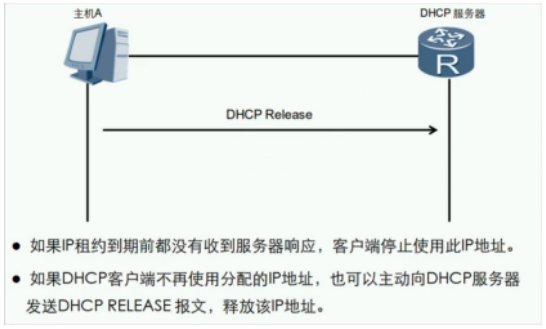 主机A
DHCP 服务器
R
DHCP Release
● 如果IP租约到期前都没有收到服务器响应，客户端停止使用此IP地址。
● 如果DHCP客户端不再使用分配的IP地址，也可以主动向DHCP服务器
发送DHCP RELEASE 报文，释放该IP地址。